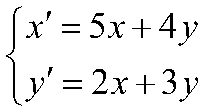 x′ = 5x + 4y
y′ = 2x + 3y